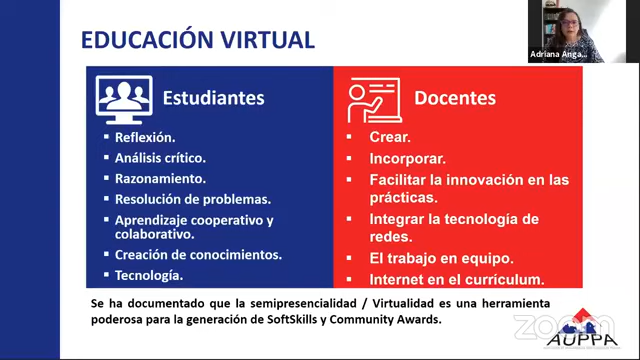 EDUCACIÓN VIRTUAL
Adriana Anga...
Estudiantes
▪ Reflexión.
▪ Análisis crítico.
▪ Razonamiento.
▪ Resolución de problemas.
▪ Aprendizaje cooperativo y
colaborativo.
▪ Creación de conocimientos.
▪ Tecnología.
Docentes
▪ Crear.
▪ Incorporar.
▪ Facilitar la innovación en las
prácticas.
▪ Integrar la tecnología de
redes.
▪ El trabajo en equipo.
▪ Internet en el currículum.
Se ha documentado que la semipresencialidad / Virtualidad es una herramienta
poderosa para la generación de SoftSkills y Community Awards.
zoom
AUPPA